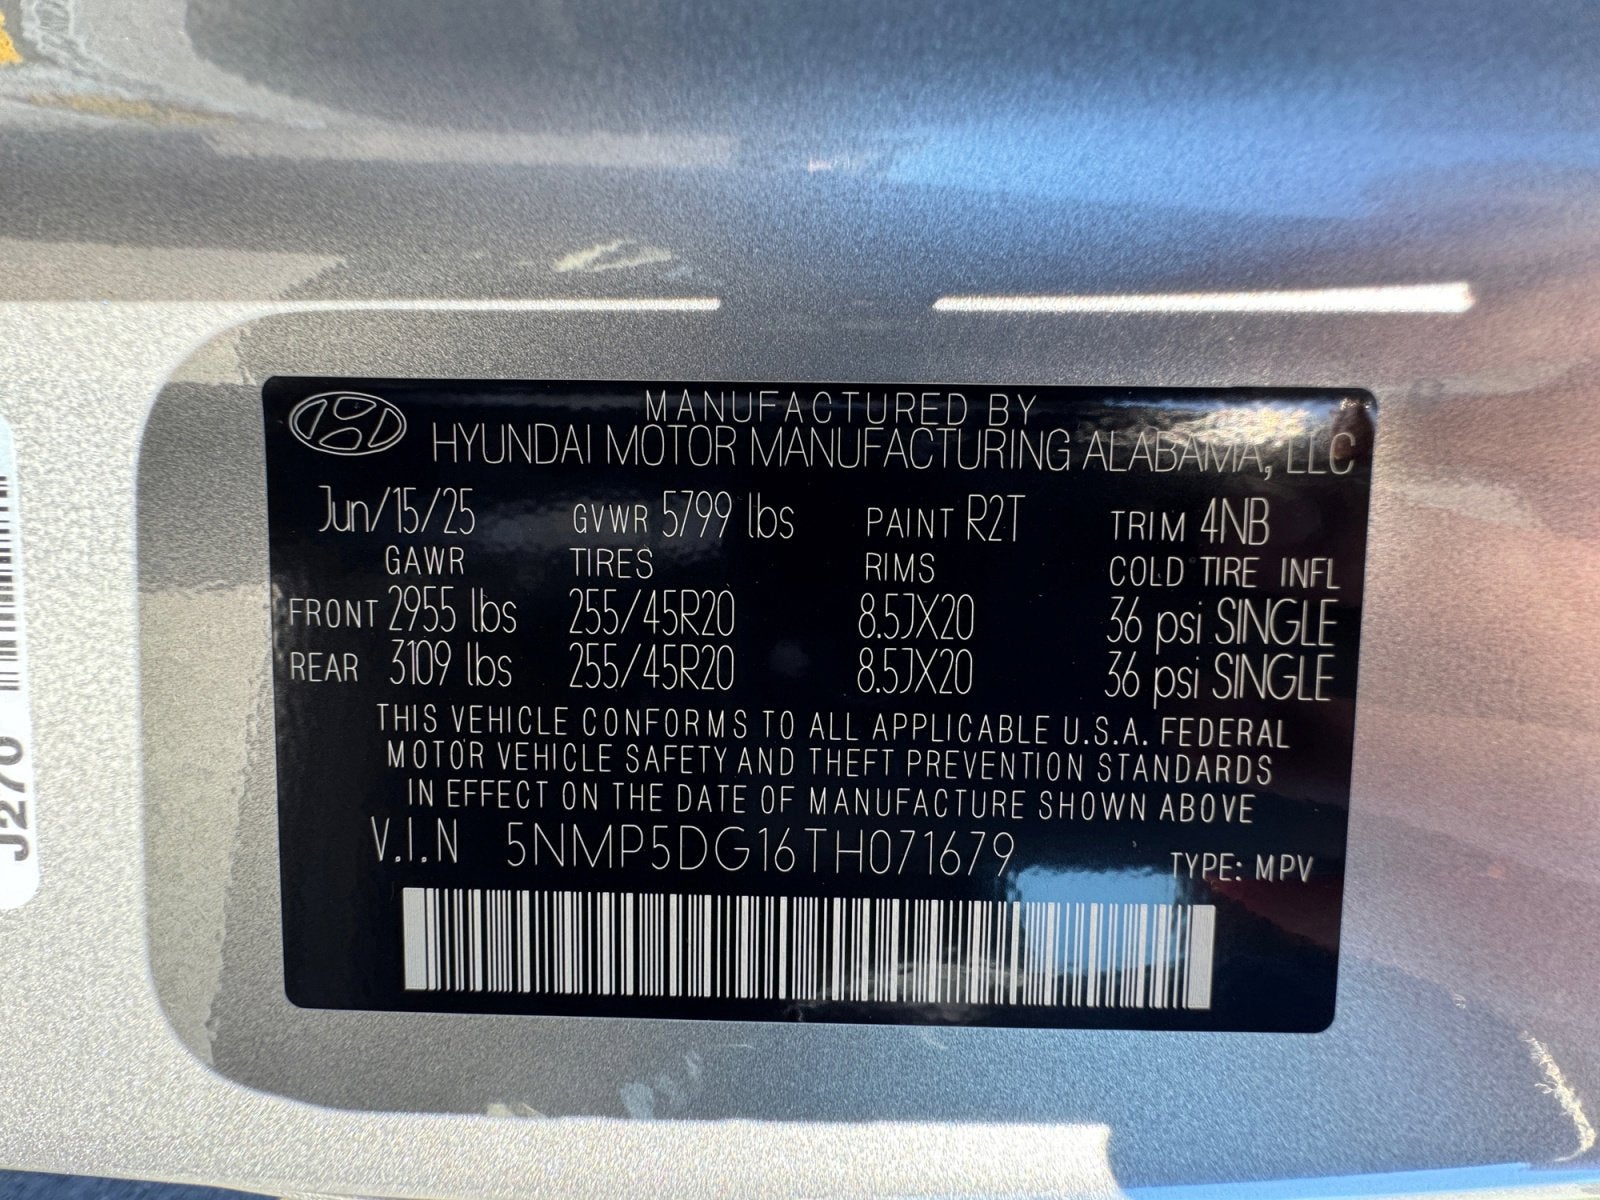 MANUFACTURED BY
HYUNDAI MOTOR MANUFACTURING ALABAMA, LLC
Jun/15/25 GVWR 5799 lbs PAINT R2T TRIM 4NB
GAWR TIRES RIMS COLD TIRE INFL
FRONT 2955 lbs 255/45R20 8.5JX20 36 psi SINGLE
REAR 3109 lbs 255/45R20 8.5JX20 36 psi SINGLE
THIS VEHICLE CONFORMS TO ALL APPLICABLE U.S.A. FEDERAL
MOTOR VEHICLE SAFETY AND THEFT PREVENTION STANDARDS
IN EFFECT ON THE DATE OF MANUFACTURE SHOWN ABOVE
V.I.N 5NMP5DG16TH071679 TYPE: MPV
J270